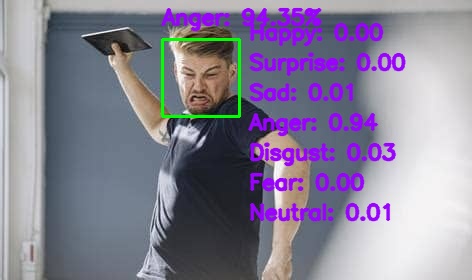 Anger: 94.35%
Happy: 0.00
Surprise: 0.00
Sad: 0.01
Anger: 0.94
Disgust: 0.03
Fear: 0.00
Neutral: 0.01